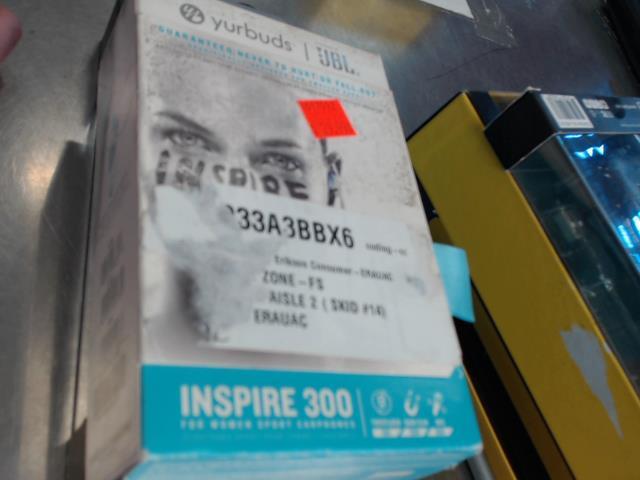 yurbuds | JBL
GUARANTEED NEVER TO HURT OR FALL OUT
INSPIRE
33A3BBX6
Erikson Consumer - ERAUAC
ZONE-FS
AISLE 2 ( SKID #14)
ERAUAC
INSPIRE 300
FOR WOMEN SPORT EARPHONES